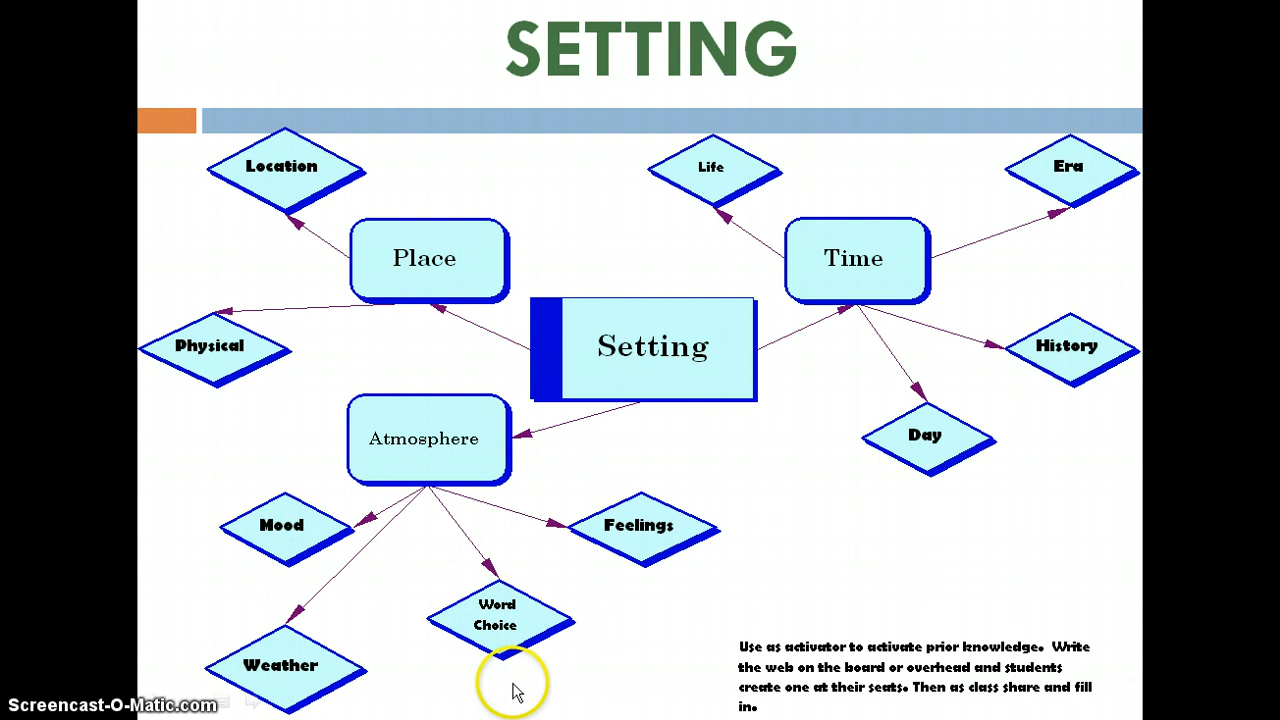 SETTING
Location
Life
Era
Place
Time
Physical
Setting
History
Atmosphere
Day
Mood
Feelings
Word
Choice
Weather
Use as activator to activate prior knowledge. Write
the web on the board or overhead and students
create one at their seats. Then as class share and fill
in.
Screencast-O-Matic.com